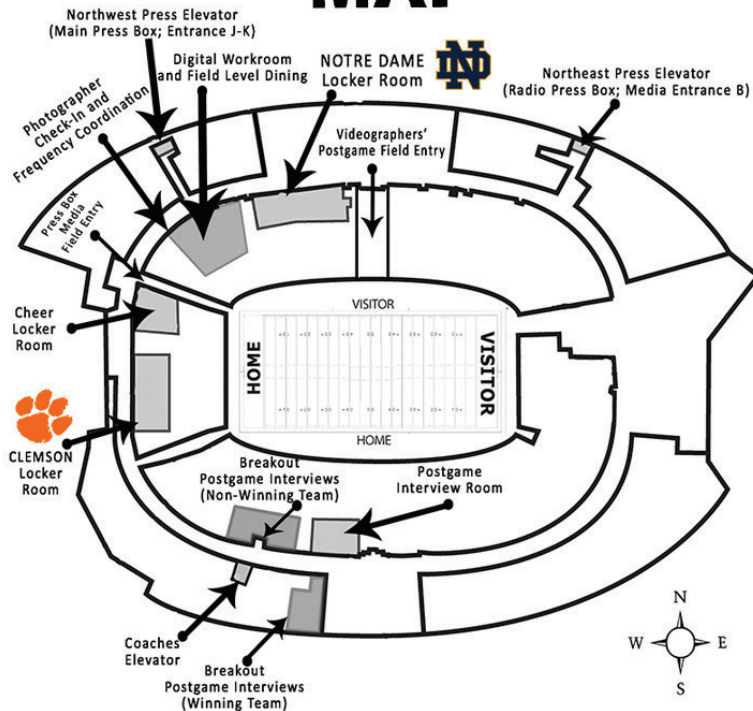 MAP
Northwest Press Elevator
(Main Press Box; Entrance J-K)
Digital Workroom
and Field Level Dining
NOTRE DAME
Locker Room
ND
Northeast Press Elevator
(Radio Press Box; Media Entrance B)
Photographer
Check-In and
Frequency Coordination
Videographers'
Postgame Field Entry
Press Box
Media
Field Entry
Cheer
Locker
Room
VISITOR
HOME
VISITOR
HOME
CLEMSON
Locker
Room
Breakout
Postgame Interviews
(Non-Winning Team)
Postgame
Interview Room
Coaches
Elevator
Breakout
Postgame Interviews
(Winning Team)
N
W
E
S